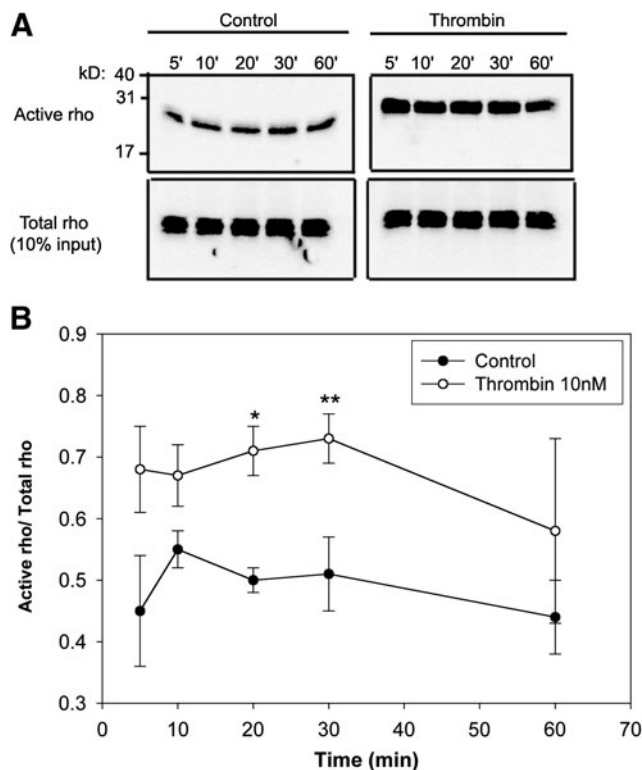 A
Control Thrombin
5' 10' 20' 30' 60' 5' 10' 20' 30' 60'
kD: 40
31
Active rho
17
Total rho
(10% input)
B
0.9
0.8
0.7
0.6
0.5
0.4
0.3
Active rho/ Total rho
Control
Thrombin 10nM
* **
0 10 20 30 40 50 60 70
Time (min)